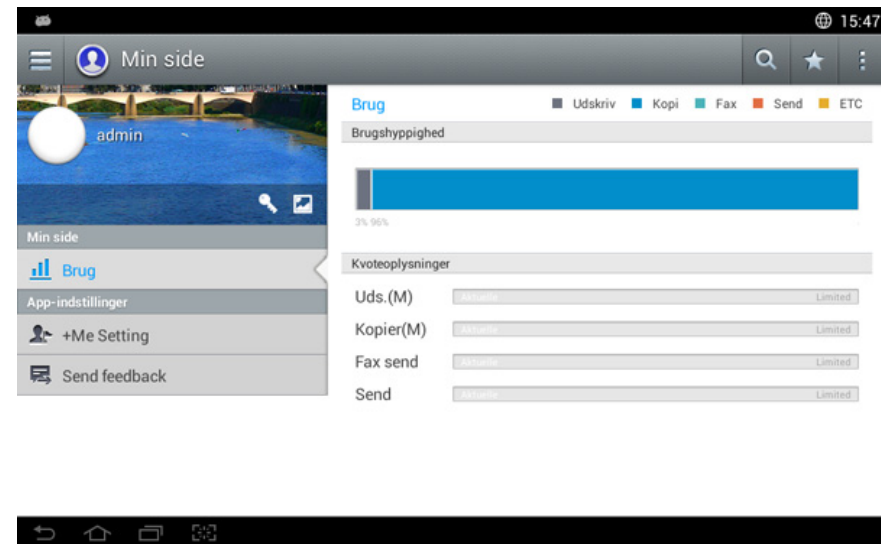 15:47
Min side
admin
Min side
Brug
App-indstillinger
+Me Setting
Send feedback
Brug
Udskriv Kopi Fax Send ETC
Brugshyppighed
3% 96%
Kvoteoplysninger
Uds.(M) Aktuelle Limited
Kopier(M) Aktuelle Limited
Fax send Aktuelle Limited
Send Aktuelle Limited